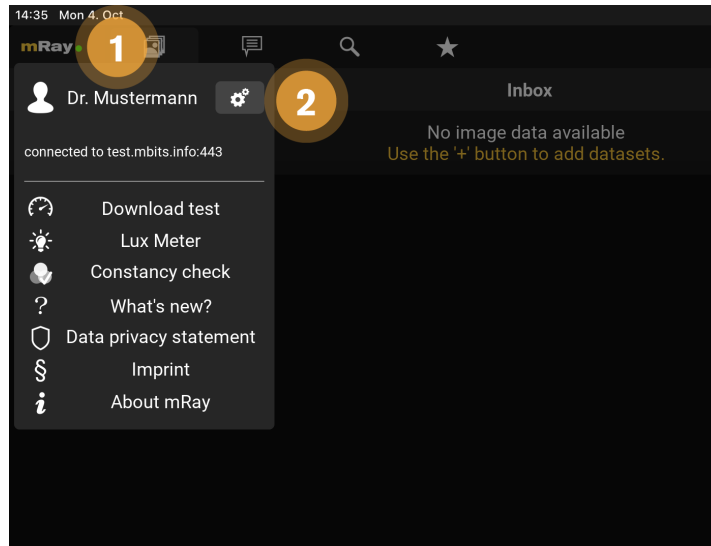 14:35 Mon 4. Oct
mRay
1
2
Dr. Mustermann
Inbox
No image data available
Use the '+' button to add datasets.
connected to test.mbits.info:443
Download test
Lux Meter
Constancy check
? What's new?
Data privacy statement
§ Imprint
i About mRay